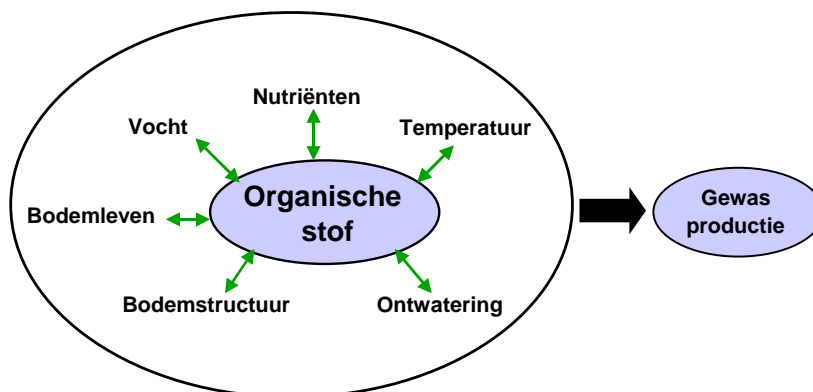 Nutriënten
Vocht
Temperatuur
Organische
stof
Bodemleven
Gewas
productie
Bodemstructuur
Ontwatering